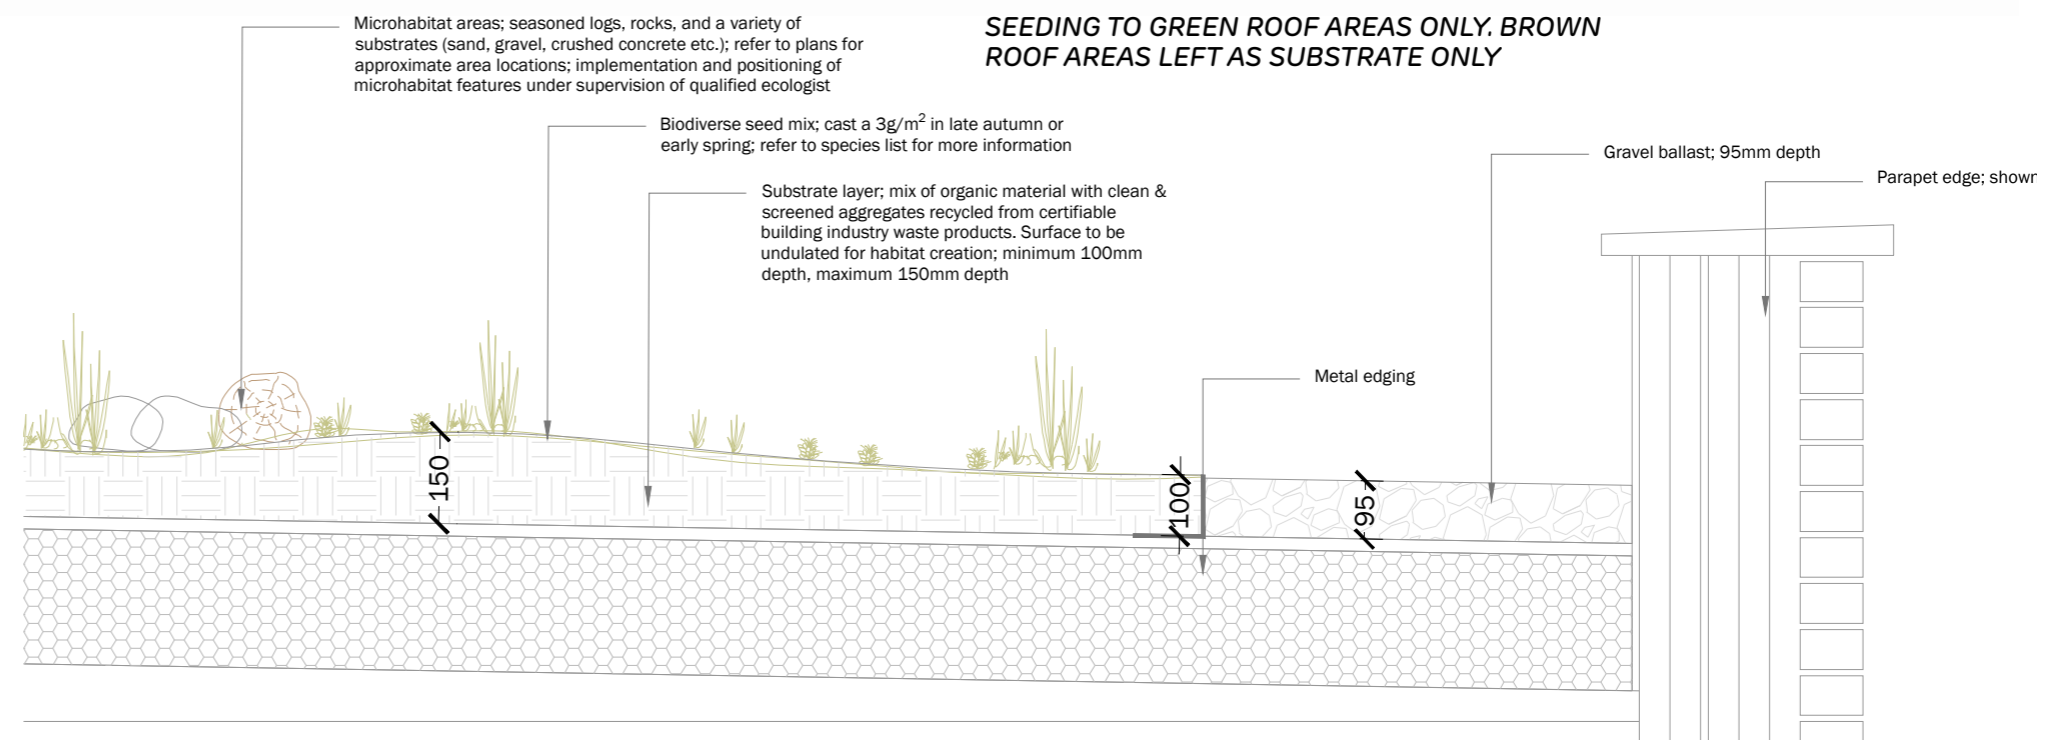 Microhabitat areas; seasoned logs, rocks, and a variety of
substrates (sand, gravel, crushed concrete etc.); refer to plans for
approximate area locations; implementation and positioning of
microhabitat features under supervision of qualified ecologist
SEEDING TO GREEN ROOF AREAS ONLY. BROWN
ROOF AREAS LEFT AS SUBSTRATE ONLY
Biodiverse seed mix; cast a 3g/m² in late autumn or
early spring; refer to species list for more information
Substrate layer; mix of organic material with clean &
screened aggregates recycled from certifiable
building industry waste products. Surface to be
undulated for habitat creation; minimum 100mm
depth, maximum 150mm depth
Gravel ballast; 95mm depth
Parapet edge; shown
Metal edging
150
100
95